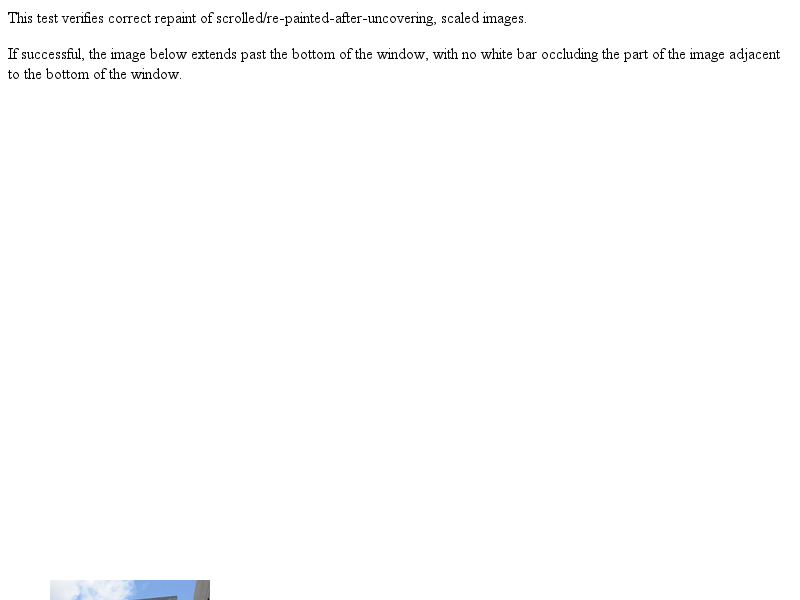 This test verifies correct repaint of scrolled/re-painted-after-uncovering, scaled images.
If successful, the image below extends past the bottom of the window, with no white bar occluding the part of the image adjacent
to the bottom of the window.